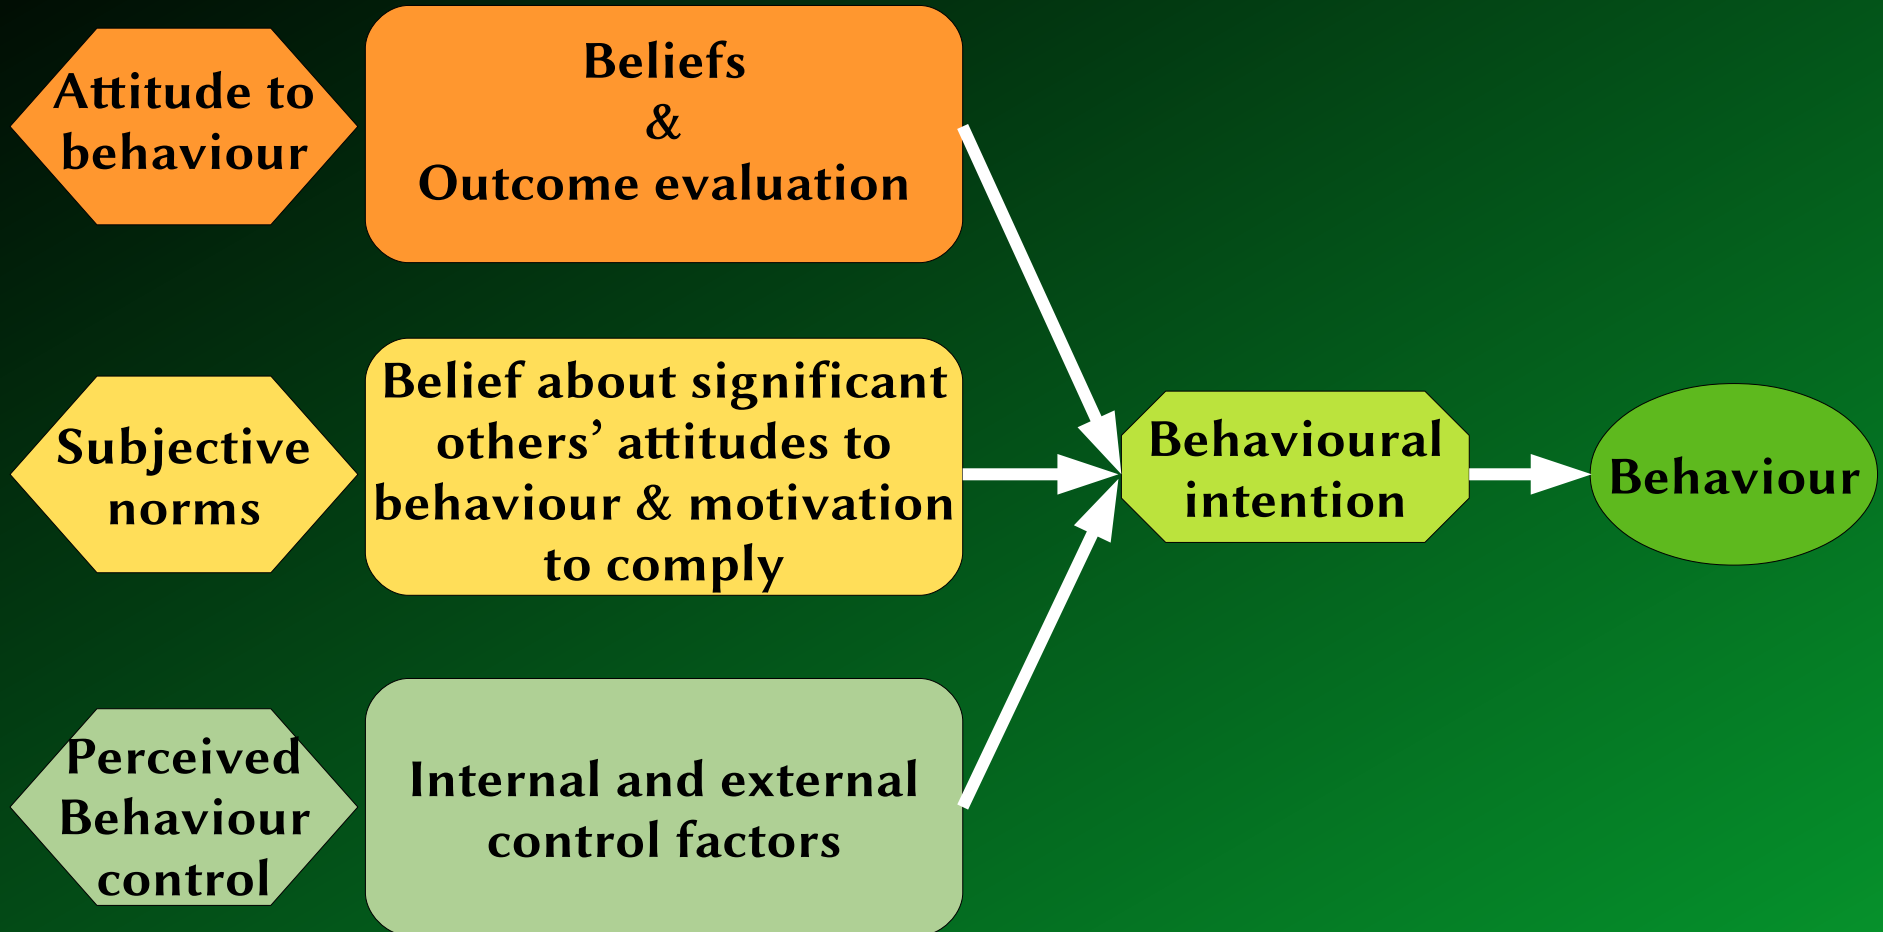 Attitude to
behaviour
Beliefs
&
Outcome evaluation
Subjective
norms
Belief about significant
others’ attitudes to
behaviour & motivation
to comply
Behavioural
intention
Behaviour
Perceived
Behaviour
control
Internal and external
control factors